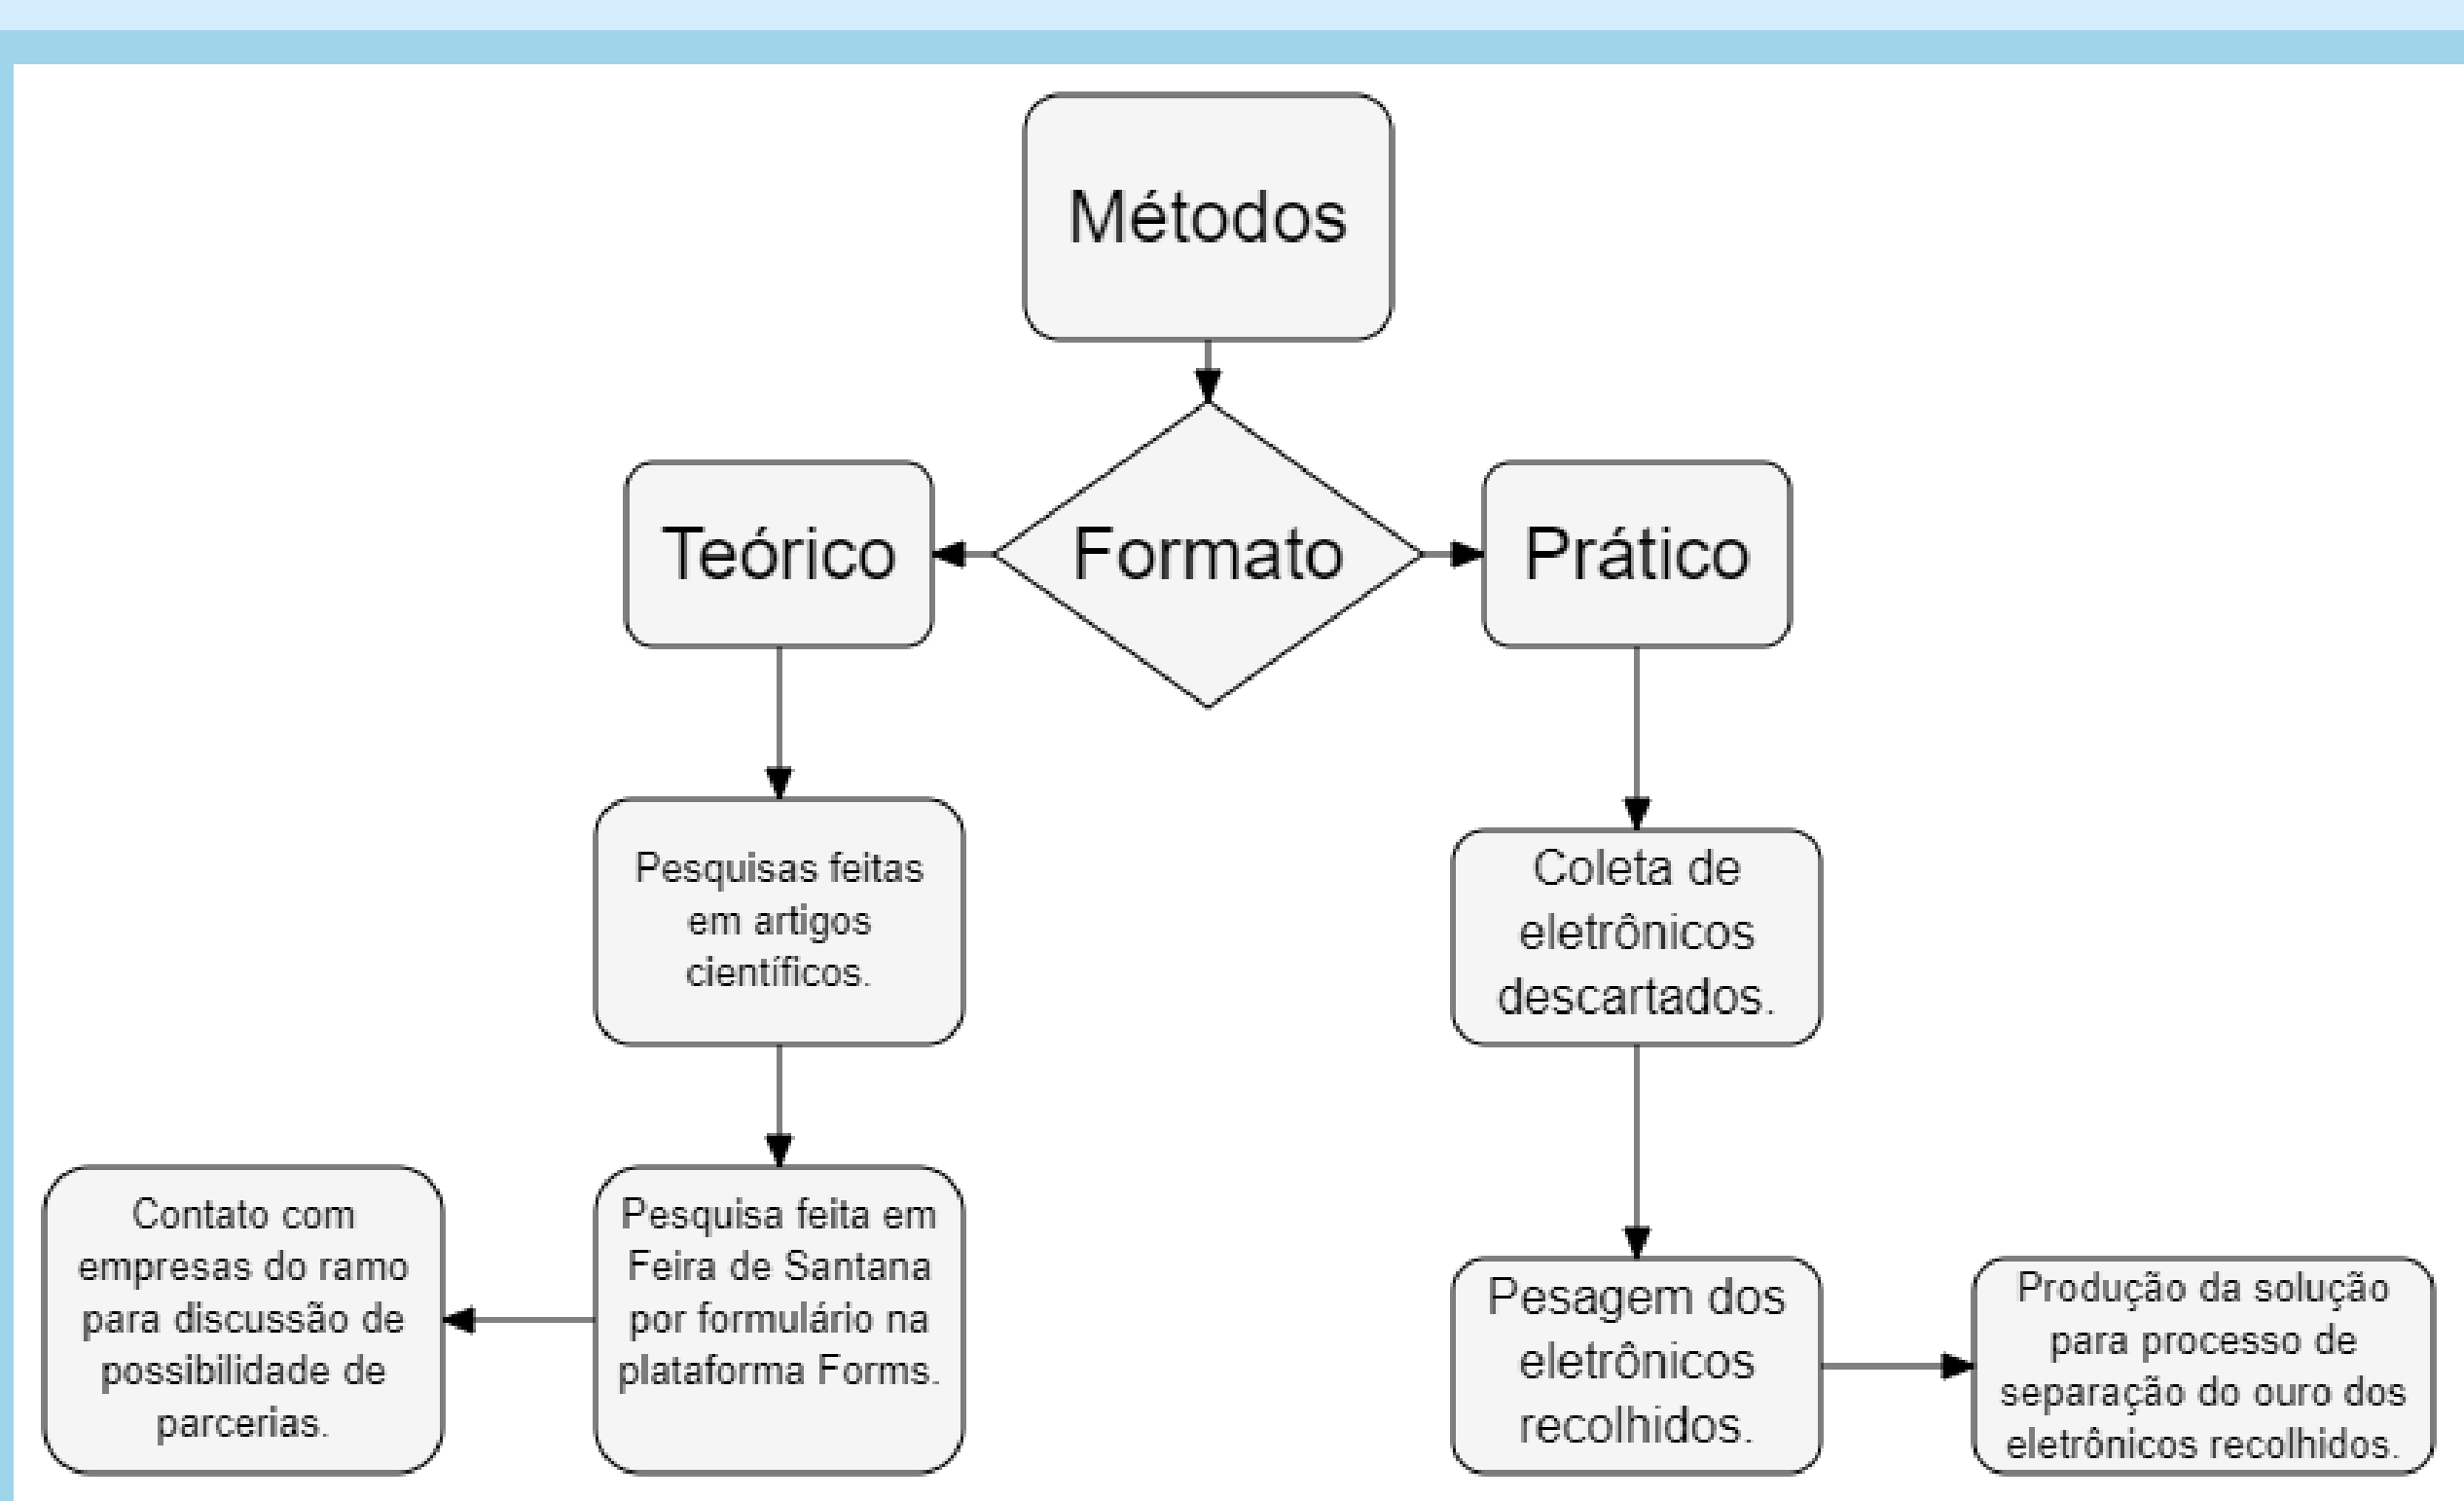 Métodos
Teórico
Formato
Prático
Pesquisas feitas
em artigos
científicos.
Coleta de
eletrônicos
descartados.
Contato com
empresas do ramo
para discussão de
possibilidade de
parcerias.
Pesquisa feita em
Feira de Santana
por formulário na
plataforma Forms.
Pesagem dos
eletrônicos
recolhidos.
Produção da solução
para processo de
separação do ouro dos
eletrônicos recolhidos.